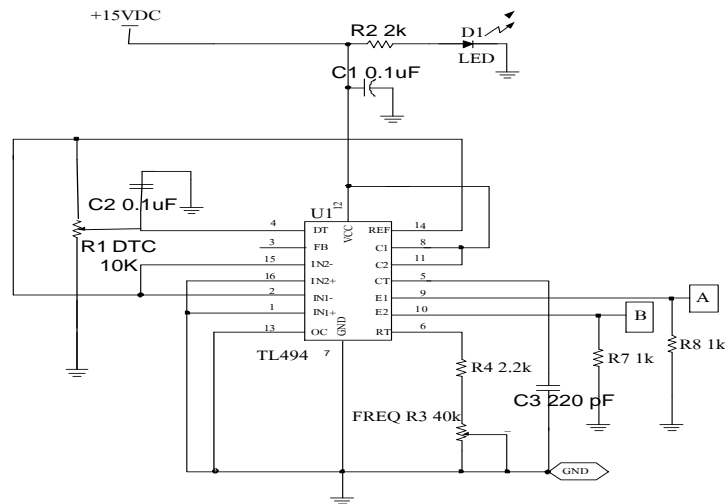 +15VDC
R2 2k
D1
LED
C1 0.1uF
C2 0.1uF
R1 DTC
10K
U1
12
VCC
4 DT REF 14
3 FB C1 8
15 IN2- C2 11
16 IN2+ CT 5
2 IN1- E1 9
1 IN1+ E2 10
13 OC RT 6
GND
7
TL494
A
B
R4 2.2k
R7 1k
R8 1k
C3 220 pF
FREQ R3 40k
GND